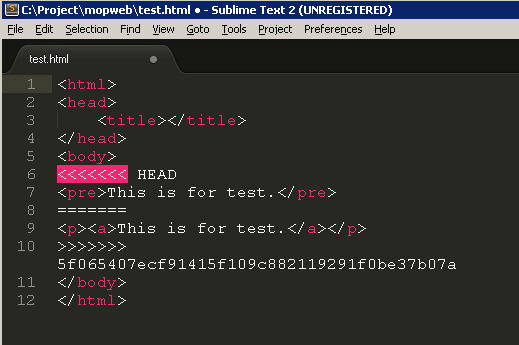 C:\Project\mopweb\test.html • - Sublime Text 2 (UNREGISTERED)
File Edit Selection Find View Goto Tools Project Preferences Help
test.html
1 <html>
2 <head>
3 <title></title>
4 </head>
5 <body>
6 <<<<<<< HEAD
7 <pre>This is for test.</pre>
8 =======
9 <p><a>This is for test.</a></p>
10 >>>>>>>
5f065407ecf91415f109c882119291f0be37b07a
11 </body>
12 </html>